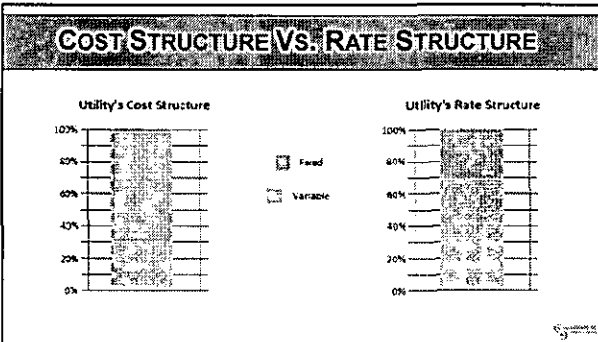 COST STRUCTURE VS. RATE STRUCTURE
Utility's Cost Structure
Utility's Rate Structure
100%
80%
60%
40%
20%
0%
Fixed
Variable
100%
80%
60%
40%
20%
0%